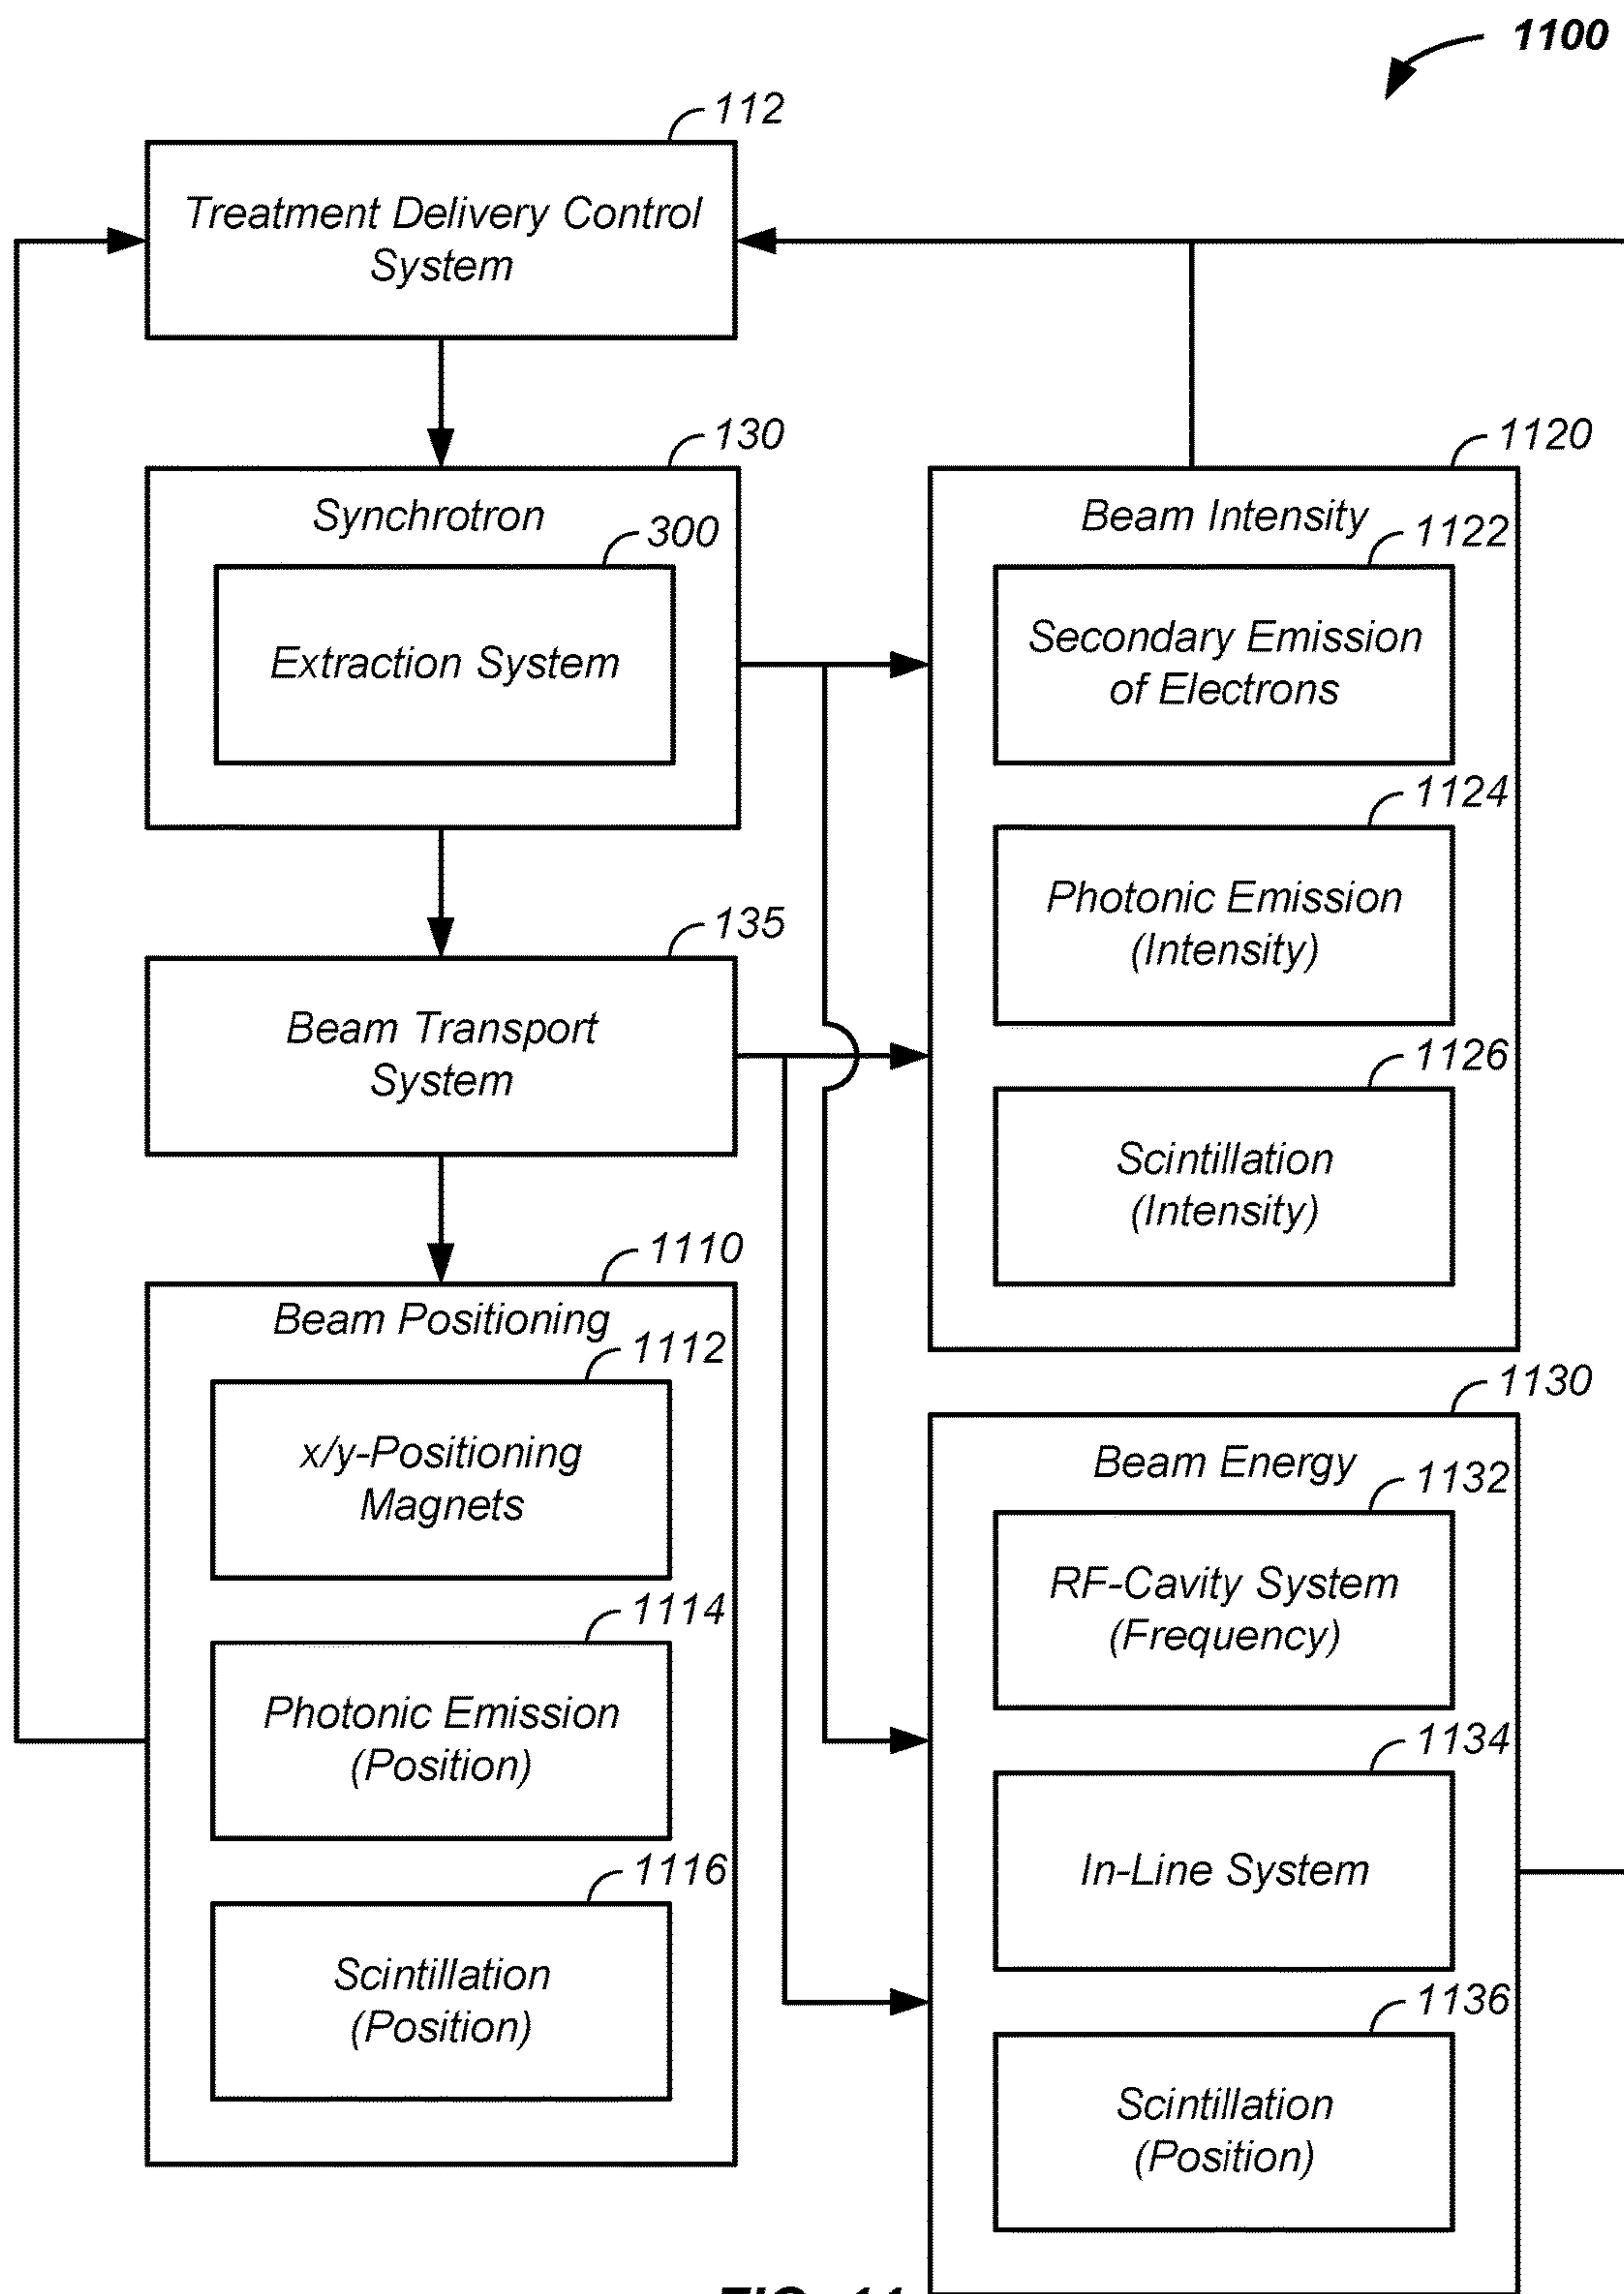 1100
112
Treatment Delivery Control
System
130
Synchrotron
300
Extraction System
135
Beam Transport
System
1110
Beam Positioning
1112
x/y-Positioning
Magnets
1114
Photonic Emission
(Position)
1116
Scintillation
(Position)
1120
Beam Intensity
1122
Secondary Emission
of Electrons
1124
Photonic Emission
(Intensity)
1126
Scintillation
(Intensity)
1130
Beam Energy
1132
RF-Cavity System
(Frequency)
1134
In-Line System
1136
Scintillation
(Position)